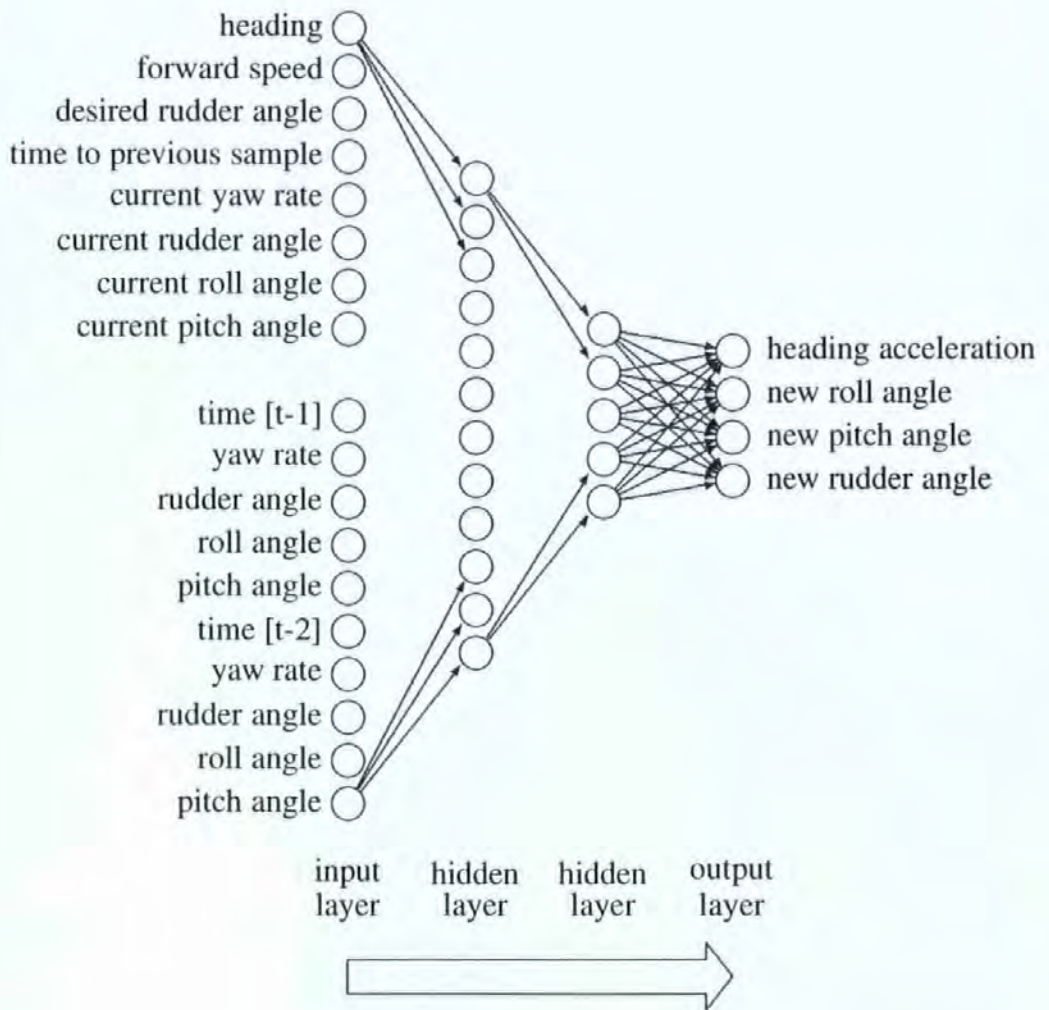 heading
forward speed
desired rudder angle
time to previous sample
current yaw rate
current rudder angle
current roll angle
current pitch angle
time [t-1]
yaw rate
rudder angle
roll angle
pitch angle
time [t-2]
yaw rate
rudder angle
roll angle
pitch angle
heading acceleration
new roll angle
new pitch angle
new rudder angle
input
layer
hidden
layer
hidden
layer
output
layer